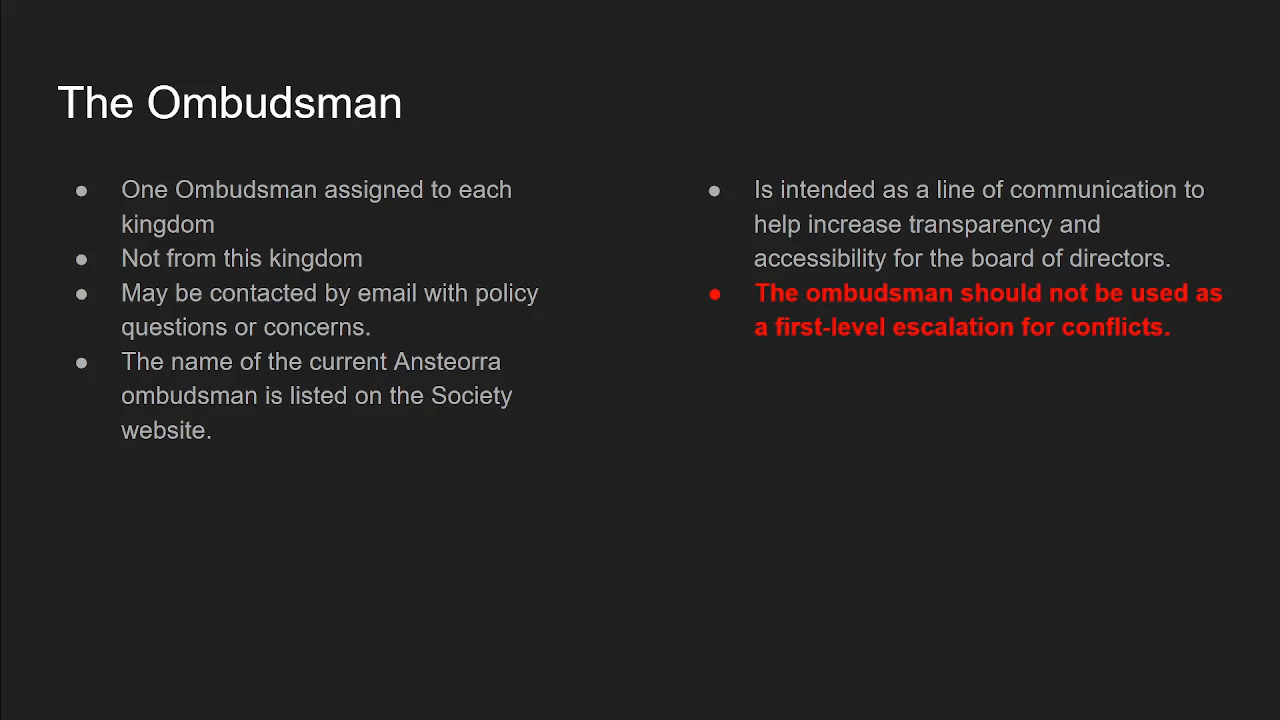 The Ombudsman
● One Ombudsman assigned to each
kingdom
● Not from this kingdom
● May be contacted by email with policy
questions or concerns.
● The name of the current Ansteorra
ombudsman is listed on the Society
website.
● Is intended as a line of communication to
help increase transparency and
accessibility for the board of directors.
● The ombudsman should not be used as
a first-level escalation for conflicts.